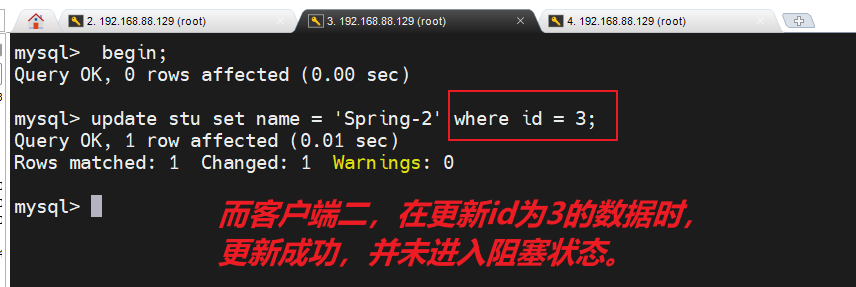 2. 192.168.88.129 (root)
3. 192.168.88.129 (root)
4. 192.168.88.129 (root)
mysql>  begin;
Query OK, 0 rows affected (0.00 sec)
mysql> update stu set name = 'Spring-2' where id = 3;
Query OK, 1 row affected (0.01 sec)
Rows matched: 1  Changed: 1  Warnings: 0
mysql>
而客户端二，在更新id为3的数据时，
更新成功，并未进入阻塞状态。